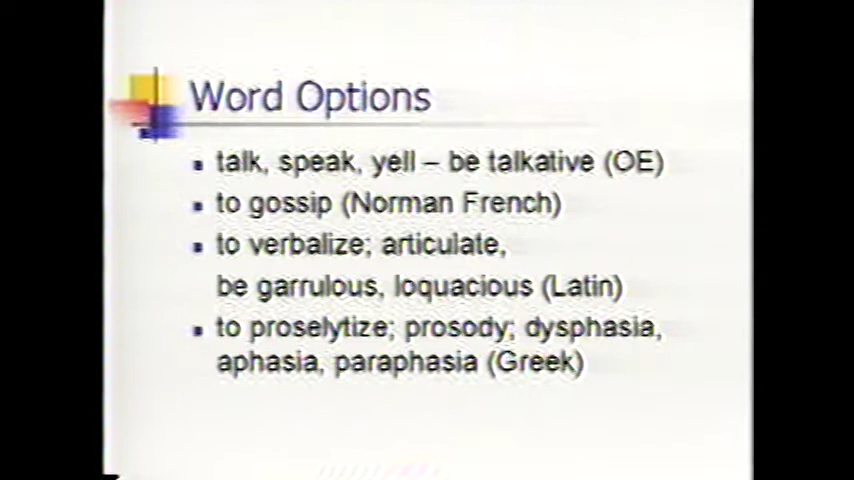 Word Options
talk, speak, yell – be talkative (OE)
to gossip (Norman French)
to verbalize; articulate,
be garrulous, loquacious (Latin)
to proselytize; prosody; dysphasia,
aphasia, paraphasia (Greek)